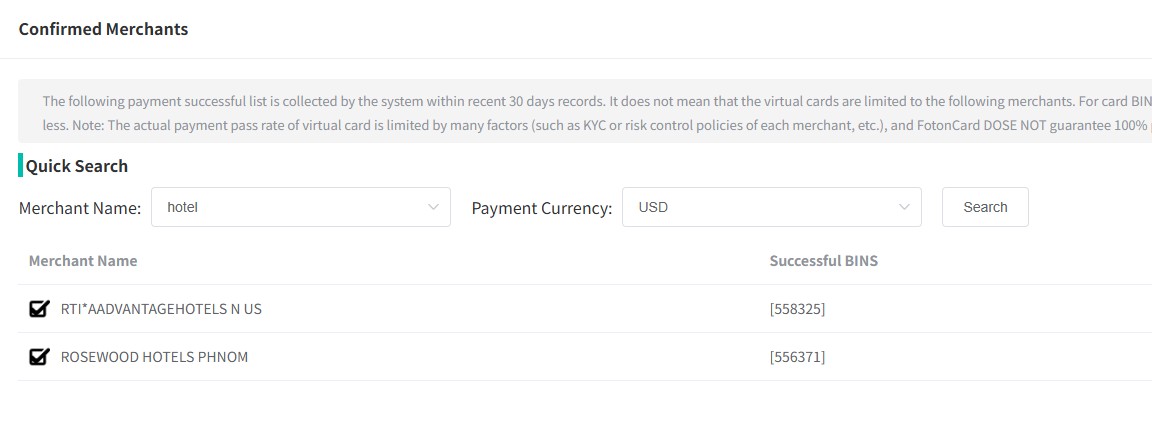 Confirmed Merchants
The following payment successful list is collected by the system within recent 30 days records. It does not mean that the virtual cards are limited to the following merchants. For card BIN
less. Note: The actual payment pass rate of virtual card is limited by many factors (such as KYC or risk control policies of each merchant, etc.), and FotonCard DOSE NOT guarantee 100%
Quick Search
Merchant Name: hotel Payment Currency: USD Search
Merchant Name Successful BINS
RTI*AADVANTAGEHOTELS N US [558325]
ROSEWOOD HOTELS PHNOM [556371]